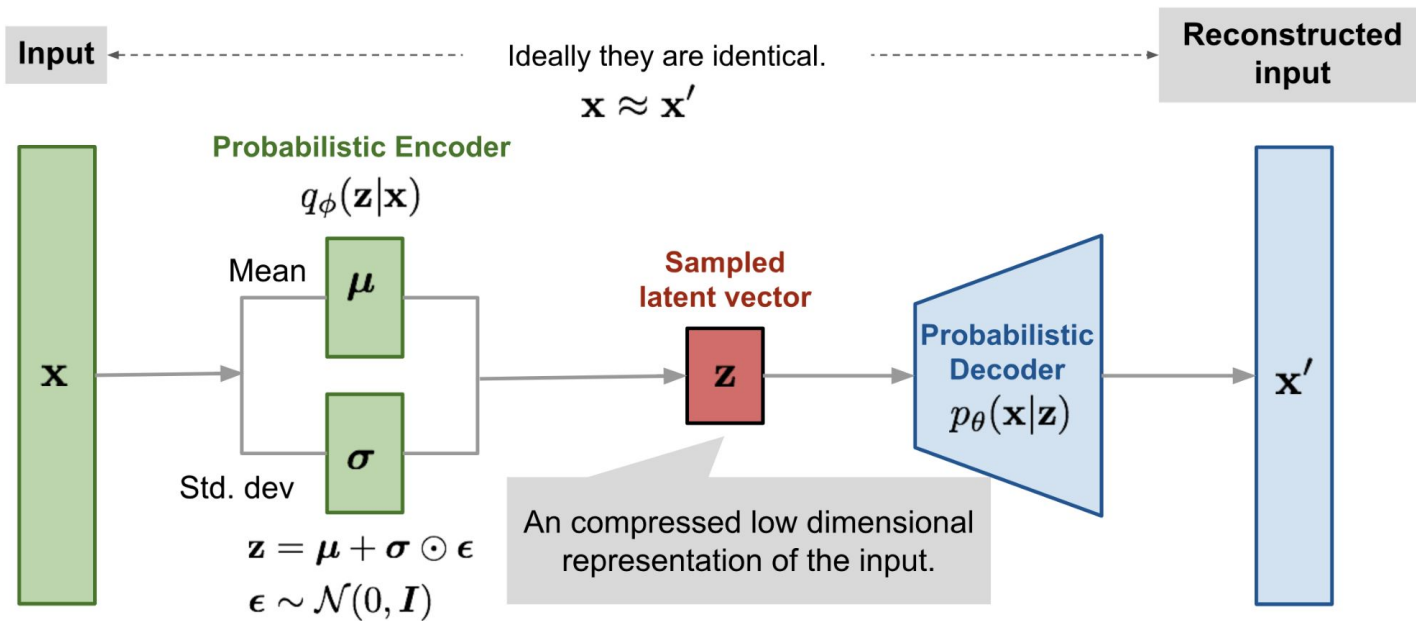 Input
Ideally they are identical.
x ≈ x′
Reconstructed
input
Probabilistic Encoder
qϕ(z|x)
Mean
μ
x
σ
Std. dev
z = μ + σ ⊙ ϵ
ϵ ∼ 𝒩(0, I)
Sampled
latent vector
z
An compressed low dimensional
representation of the input.
Probabilistic
Decoder
pθ(x|z)
x′